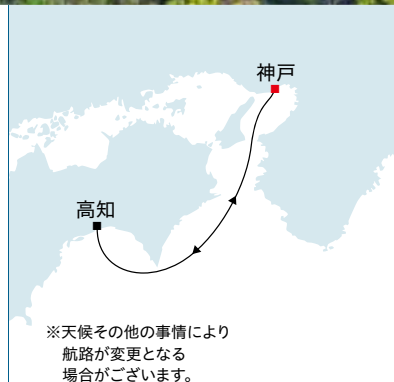 神戸
高知
※天候その他の事情により
航路が変更となる
場合がございます。